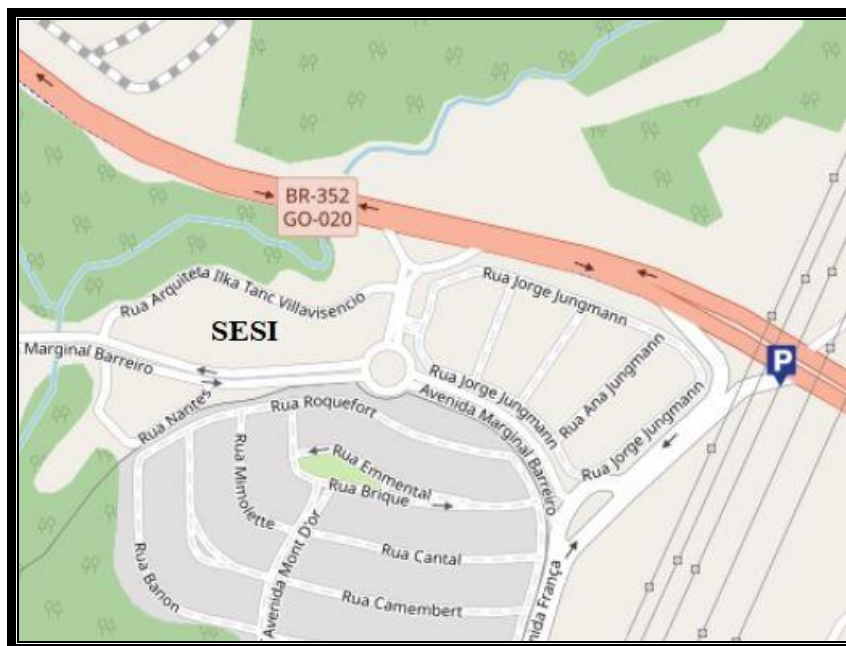 BR-352
GO-020
Rua Jorge Jungmann
Rua Arquiteta Ilka Tanc Villavisencio
SESI
Marginal Barreiro
Rua Jorge Jungmann
Rua Ana Jungmann
Rua Jorge Jungmann
Avenida Marginal Barreiro
Rua Nantes
Rua Roquefort
Rua Mimolette
Rua Emmental
Rua Brique
Rua Cantal
Rua Camembert
Avenida Mont D'or
Rua Banon
nida França
P